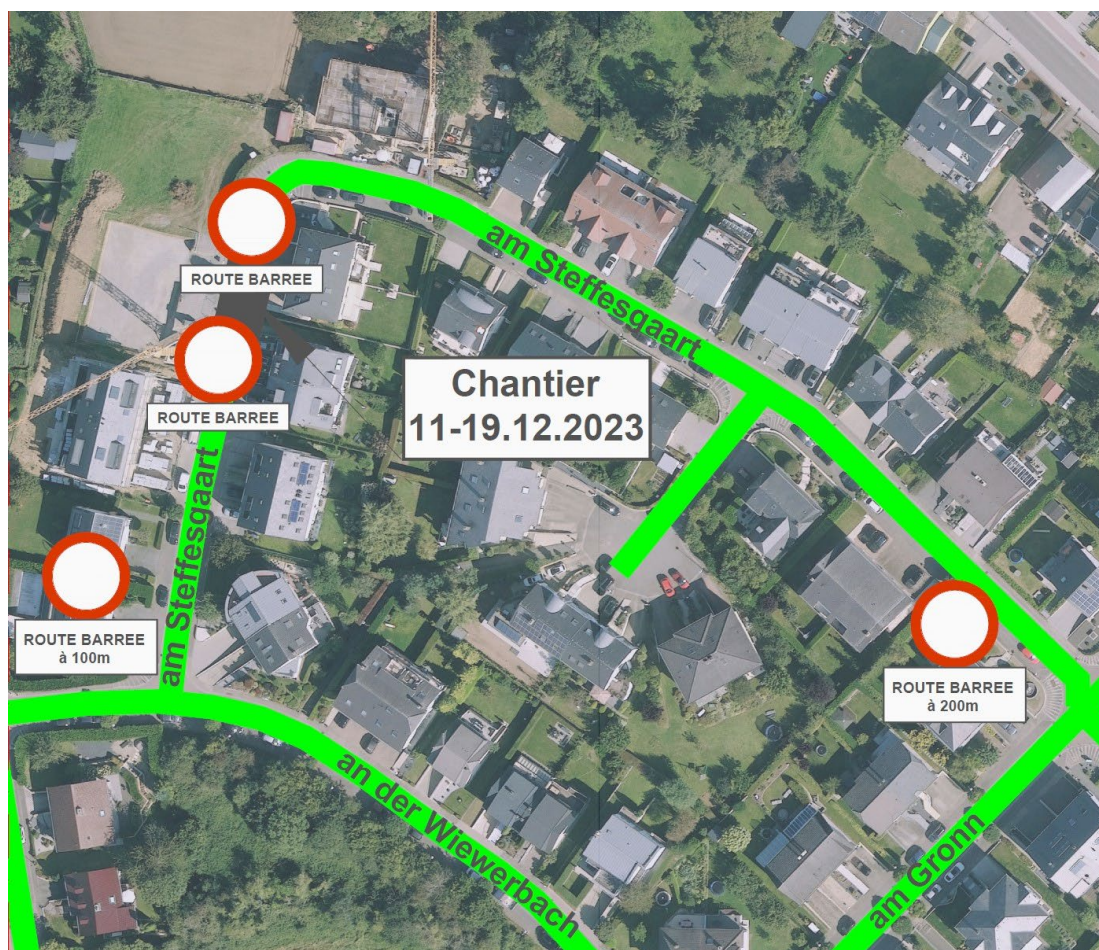 am Steffesgaart
ROUTE BARREE
ROUTE BARREE
Chantier
11-19.12.2023
am Steffesgaart
ROUTE BARREE
à 100m
ROUTE BARREE
à 200m
an der Wiewerbach
am Gronn